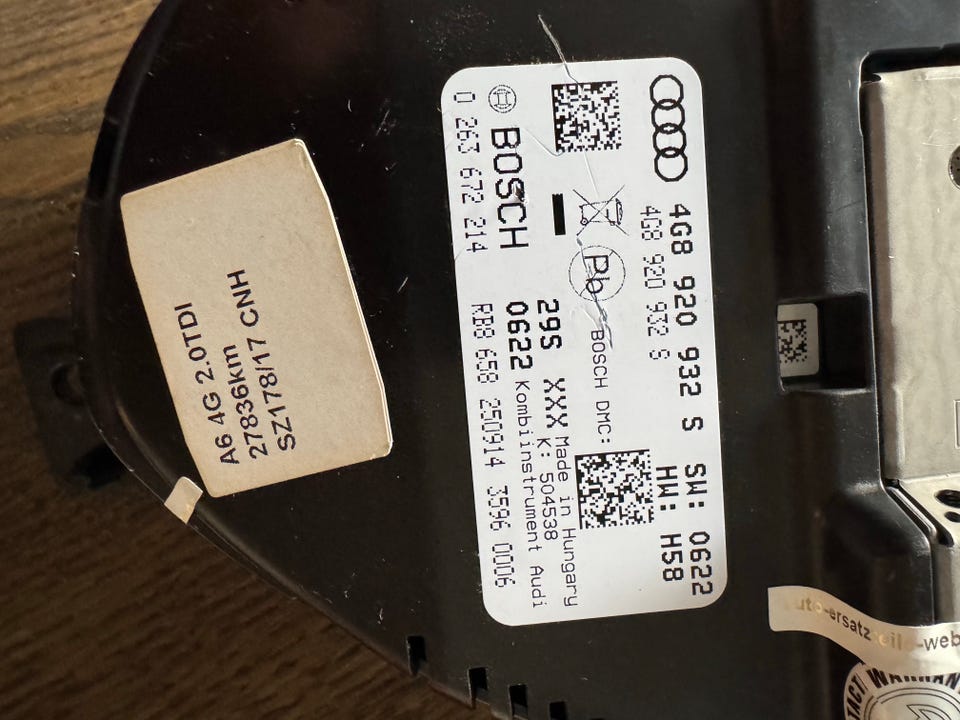 4G8 920 932 S SW: 0622
4G8 920 932 S HW: H58
BOSCH DMC:
Pb
29S XXX Made in Hungary
0622 K: 504538
BOSCH Kombiinstrument Audi
0 263 672 214 RB8 658 250914 3596 0006
A6 4G 2.0TDI
27836km
SZ178/17 CNH